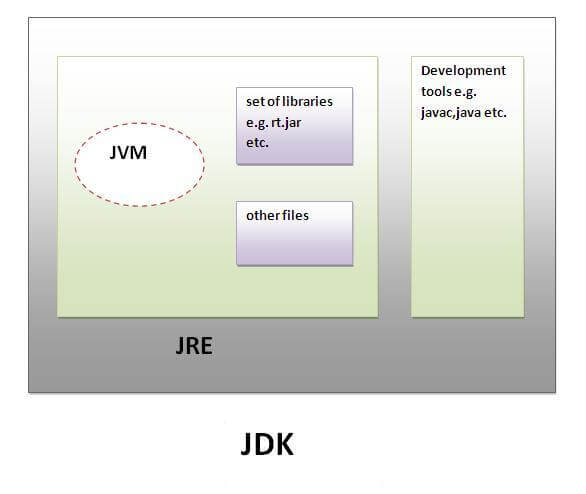 JVM
set of libraries
e.g. rt.jar
etc.
other files
Development
tools e.g.
javac,java etc.
JRE
JDK